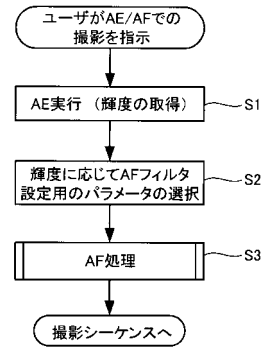 ユーザがAE/AFでの
撮影を指示
AE実行 (輝度の取得)
S1
輝度に応じてAFフィルタ
設定用のパラメータの選択
S2
AF処理
S3
撮影シーケンスへ